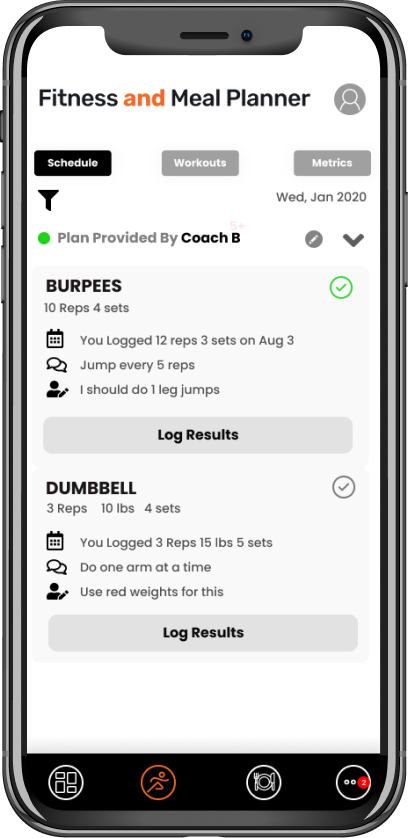 Fitness and Meal Planner
Schedule Workouts Metrics
Wed, Jan 2020
5+
Plan Provided By Coach B
BURPEES
10 Reps 4 sets
You Logged 12 reps 3 sets on Aug 3
Jump every 5 reps
I should do 1 leg jumps
Log Results
DUMBBELL
3 Reps 10 lbs 4 sets
You Logged 3 Reps 15 lbs 5 sets
Do one arm at a time
Use red weights for this
Log Results
2